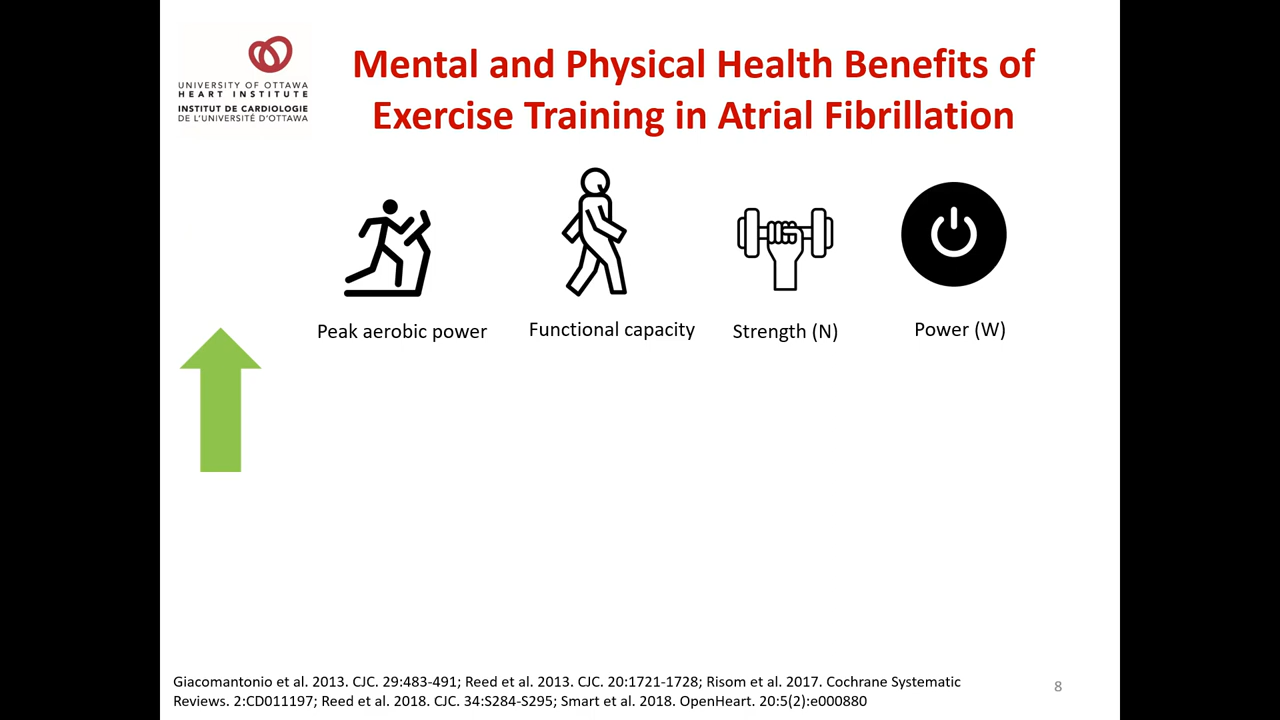 UNIVERSITY OF OTTAWA
HEART INSTITUTE
INSTITUT DE CARDIOLOGIE
DE L'UNIVERSITÉ D'OTTAWA
Mental and Physical Health Benefits of
Exercise Training in Atrial Fibrillation
Peak aerobic power
Functional capacity
Strength (N)
Power (W)
Giacomantonio et al. 2013. CJC. 29:483-491; Reed et al. 2013. CJC. 20:1721-1728; Risom et al. 2017. Cochrane Systematic
Reviews. 2:CD011197; Reed et al. 2018. CJC. 34:S284-S295; Smart et al. 2018. OpenHeart. 20:5(2):e000880
8